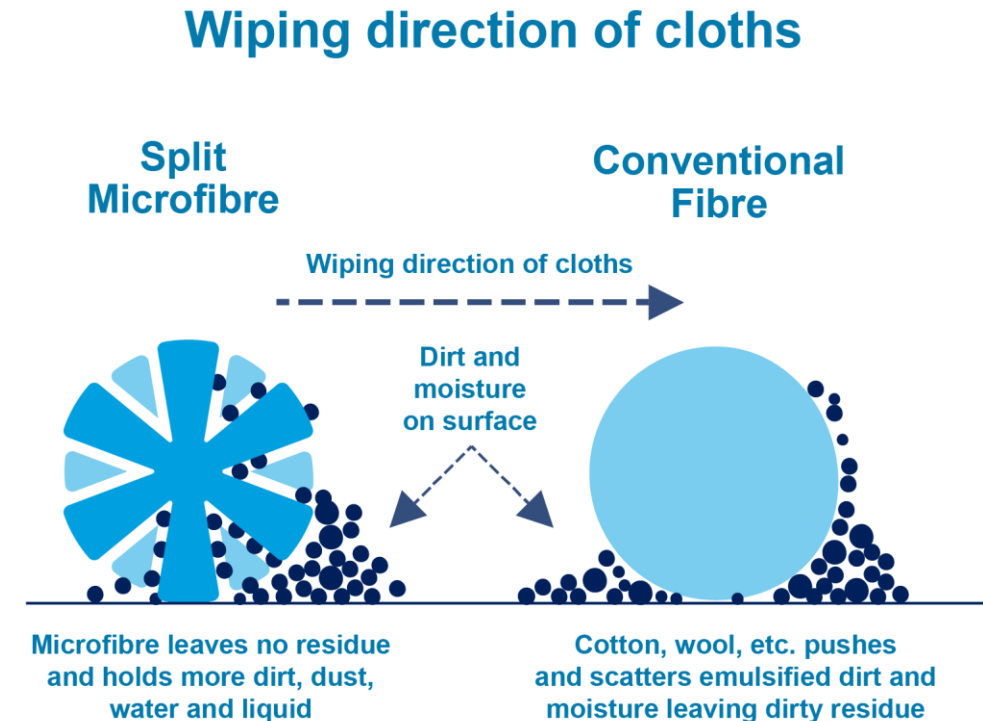 Wiping direction of cloths
Split
Microfibre
Conventional
Fibre
Wiping direction of cloths
Dirt and
moisture
on surface
Microfibre leaves no residue
and holds more dirt, dust,
water and liquid
Cotton, wool, etc. pushes
and scatters emulsified dirt and
moisture leaving dirty residue